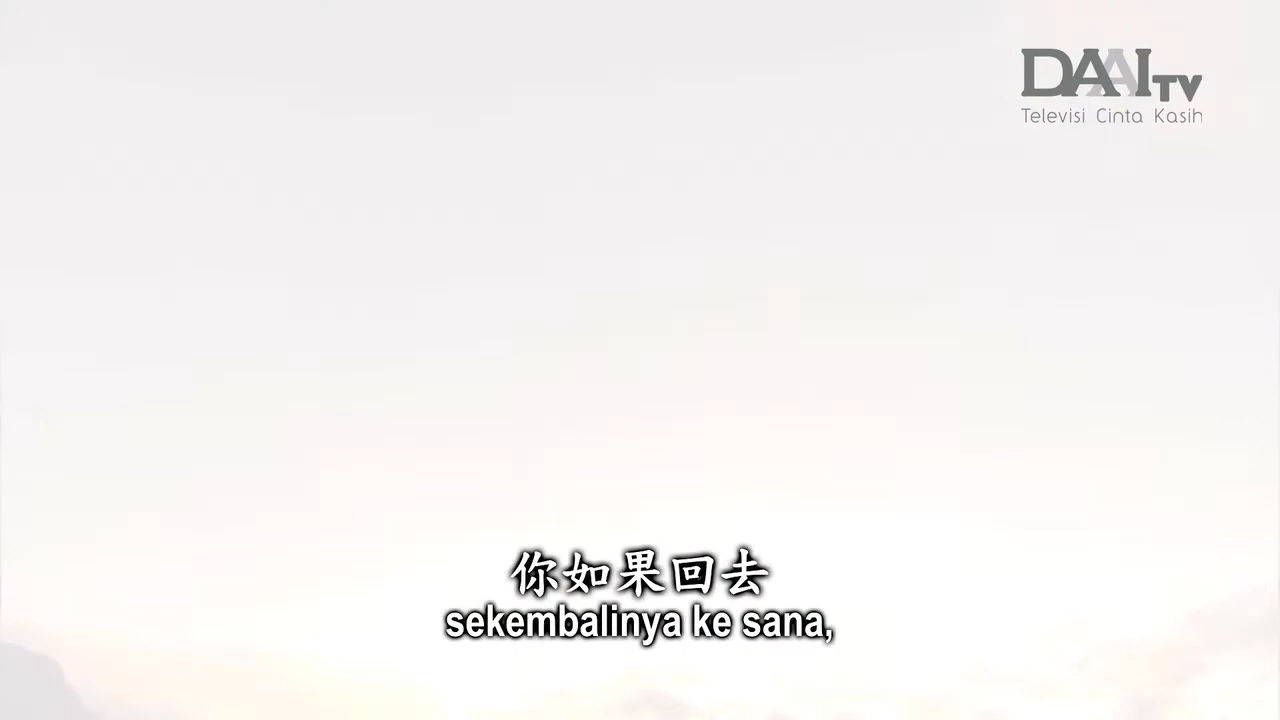 DAAI TV
Televisi Cinta Kasih
你如果回去
sekembalinya ke sana,